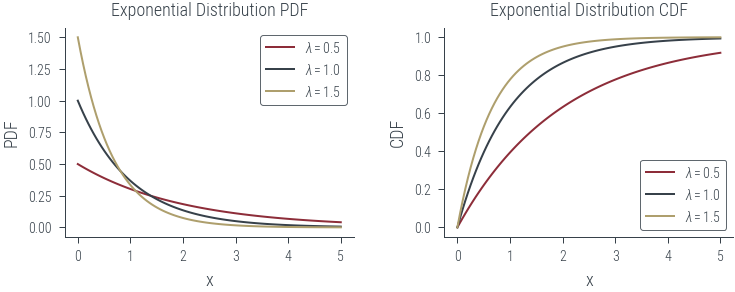 Exponential Distribution PDF
PDF
1.50
1.25
1.00
0.75
0.50
0.25
0.00
λ = 0.5
λ = 1.0
λ = 1.5
0 1 2 3 4 5
x
Exponential Distribution CDF
CDF
1.0
0.8
0.6
0.4
0.2
0.0
λ = 0.5
λ = 1.0
λ = 1.5
0 1 2 3 4 5
x